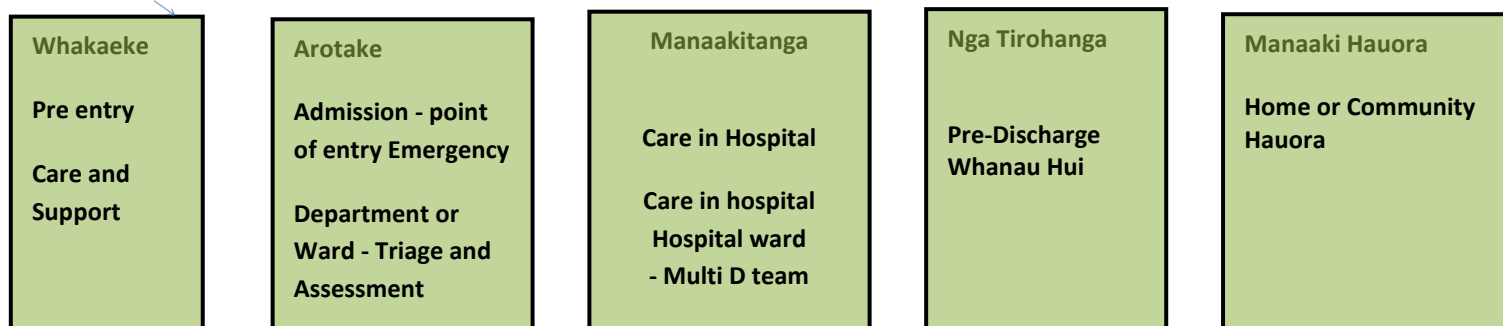 Whakaeke
Pre entry
Care and
Support
Arotake
Admission - point
of entry Emergency
Department or
Ward - Triage and
Assessment
Manaakitanga
Care in Hospital
Care in hospital
Hospital ward
- Multi D team
Nga Tirohanga
Pre-Discharge
Whanau Hui
Manaaki Hauora
Home or Community
Hauora